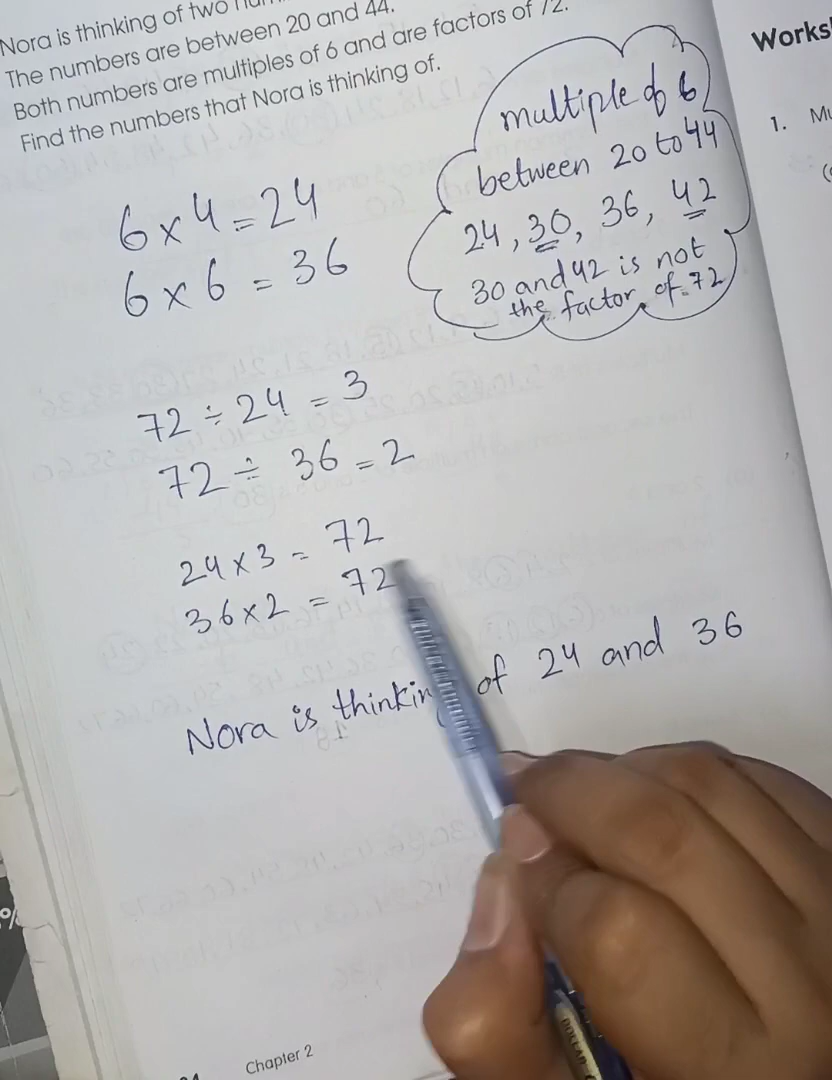 Nora is thinking of two
The numbers are between 20 and 44.
Both numbers are multiples of 6 and are factors of 72.
Find the numbers that Nora is thinking of.
multiple of 6
between 20 to 44
24, 30, 36, 42
30 and 42 is not
the factor of 72
6 x 4 = 24
6 x 6 = 36
72 ÷ 24 = 3
72 ÷ 36 = 2
24 x 3 = 72
36 x 2 = 72
Nora is thinkin of 24 and 36
Chapter 2
Works
1. Mu
%
DOLLAR